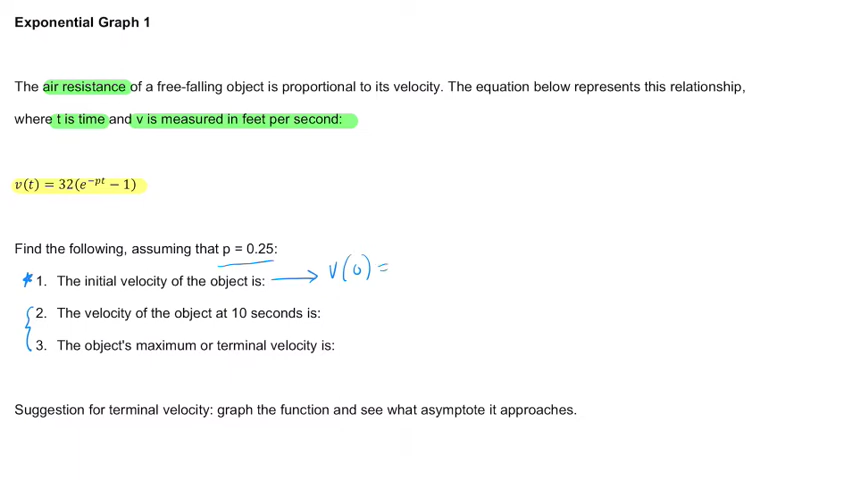 Exponential Graph 1
The air resistance of a free-falling object is proportional to its velocity. The equation below represents this relationship,
where t is time and v is measured in feet per second:
v(t) = 32(e^{-pt} − 1)
Find the following, assuming that p = 0.25:
* 1. The initial velocity of the object is: → v(0) =
2. The velocity of the object at 10 seconds is:
3. The object's maximum or terminal velocity is:
Suggestion for terminal velocity: graph the function and see what asymptote it approaches.